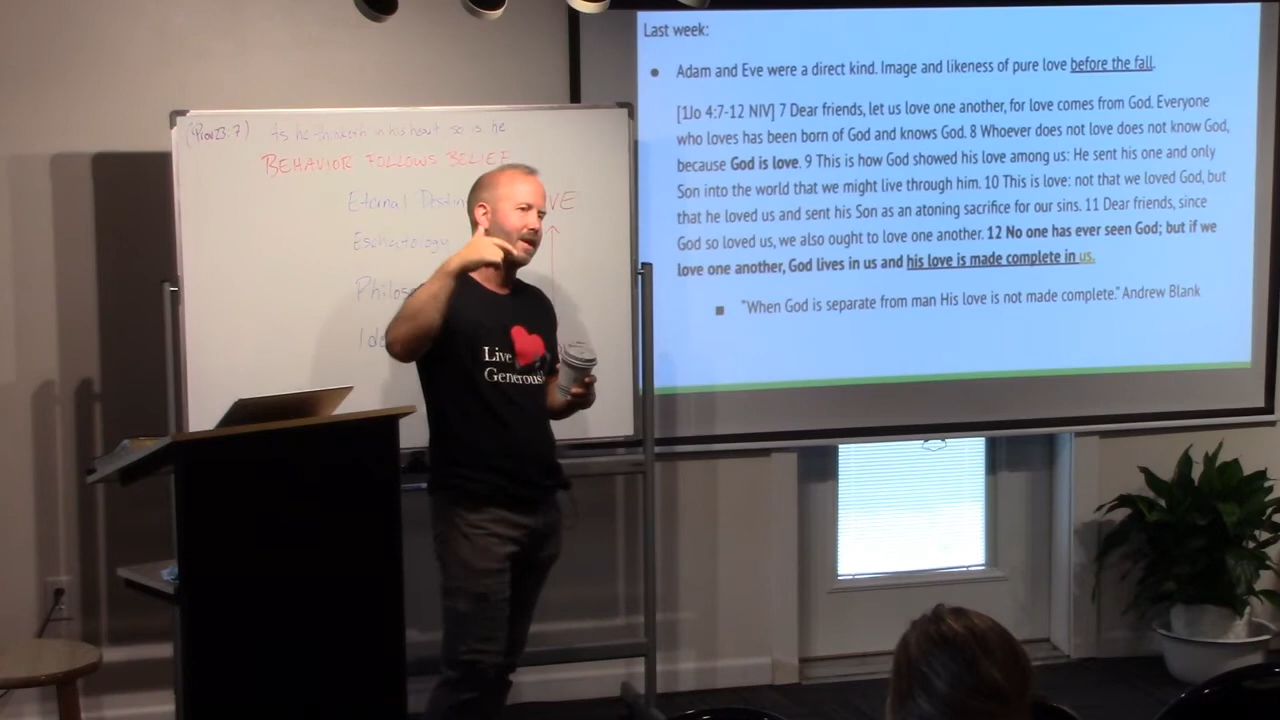 (Prov 23:7) As he thinketh in his heart so is he
BEHAVIOR FOLLOWS BELIEF
Eternal
Eschatology
Live
Generous
Last week:
Adam and Eve were a direct kind. Image and likeness of pure love before the fall.
[1Jo 4:7-12 NIV] 7 Dear friends, let us love one another, for love comes from God. Everyone
who loves has been born of God and knows God. 8 Whoever does not love does not know God,
because God is love. 9 This is how God showed his love among us: He sent his one and only
Son into the world that we might live through him. 10 This is love: not that we loved God, but
that he loved us and sent his Son as an atoning sacrifice for our sins. 11 Dear friends, since
God so loved us, we also ought to love one another. 12 No one has ever seen God; but if we
love one another, God lives in us and his love is made complete in us.
"When God is separate from man His love is not made complete." Andrew Blank